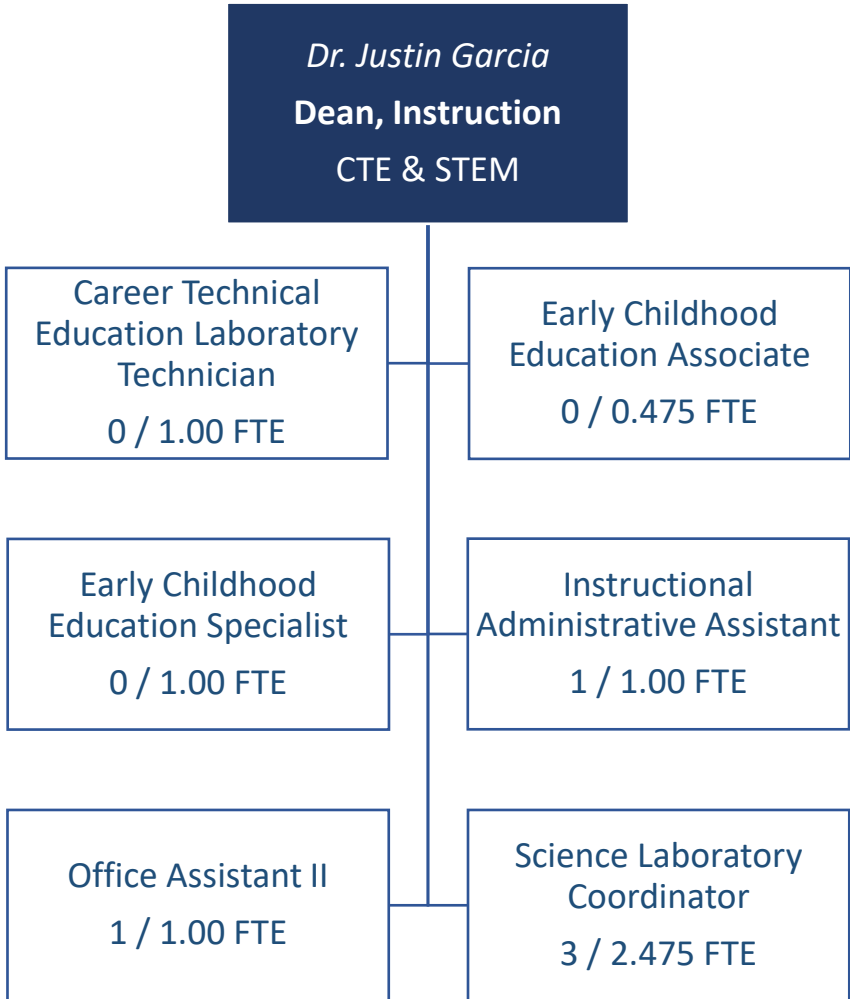 Dr. Justin Garcia
Dean, Instruction
CTE & STEM
Career Technical
Education Laboratory
Technician
0 / 1.00 FTE
Early Childhood
Education Associate
0 / 0.475 FTE
Early Childhood
Education Specialist
0 / 1.00 FTE
Instructional
Administrative Assistant
1 / 1.00 FTE
Office Assistant II
1 / 1.00 FTE
Science Laboratory
Coordinator
3 / 2.475 FTE